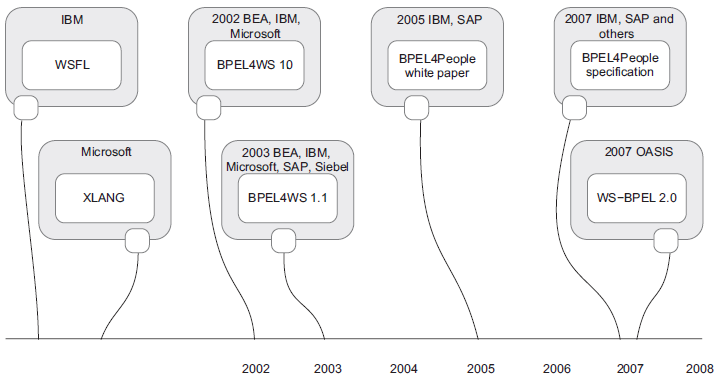 IBM
WSFL
2002 BEA, IBM,
Microsoft
BPEL4WS 10
2005 IBM, SAP
BPEL4People
white paper
2007 IBM, SAP and
others
BPEL4People
specification
Microsoft
XLANG
2003 BEA, IBM,
Microsoft, SAP, Siebel
BPEL4WS 1.1
2007 OASIS
WS−BPEL 2.0
2002 2003 2004 2005 2006 2007 2008